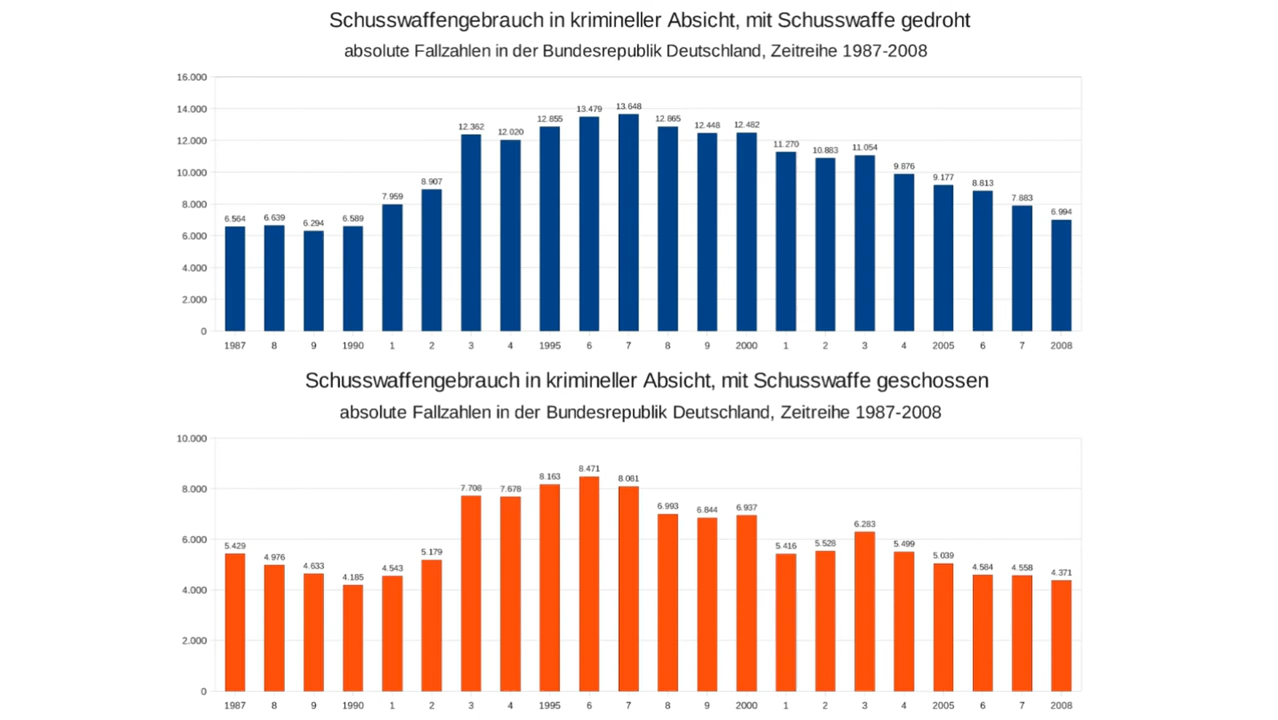 Schusswaffengebrauch in krimineller Absicht, mit Schusswaffe gedroht
absolute Fallzahlen in der Bundesrepublik Deutschland, Zeitreihe 1987-2008
16.000
14.000
12.000
10.000
8.000
6.000
4.000
2.000
0
6.564 6.639 6.294 6.589 7.959 8.907 12.362 12.020 12.855 13.479 13.648 12.865 12.448 12.482 11.270 10.883 11.054 9.876 9.177 8.813 7.883 6.994
1987 8 9 1990 1 2 3 4 1995 6 7 8 9 2000 1 2 3 4 2005 6 7 2008
Schusswaffengebrauch in krimineller Absicht, mit Schusswaffe geschossen
absolute Fallzahlen in der Bundesrepublik Deutschland, Zeitreihe 1987-2008
10.000
8.000
6.000
4.000
2.000
0
5.429 4.976 4.633 4.185 4.543 5.179 7.708 7.678 8.163 8.471 8.081 6.993 6.844 6.937 5.416 5.528 6.283 5.499 5.039 4.584 4.558 4.371
1987 8 9 1990 1 2 3 4 1995 6 7 8 9 2000 1 2 3 4 2005 6 7 2008